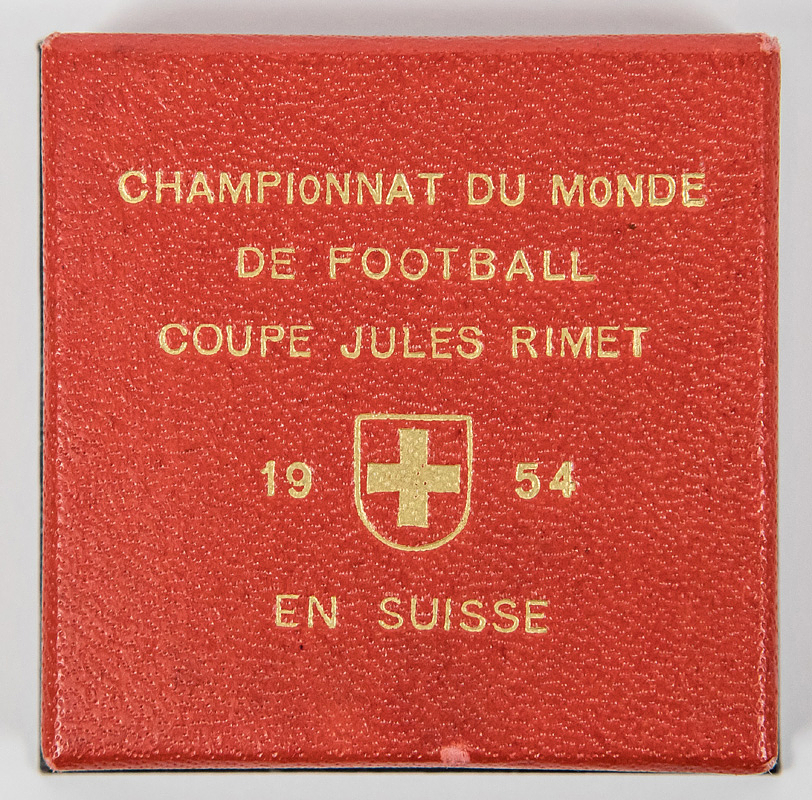 CHAMPIONNAT DU MONDE
DE FOOTBALL
COUPE JULES RIMET
19 54
EN SUISSE